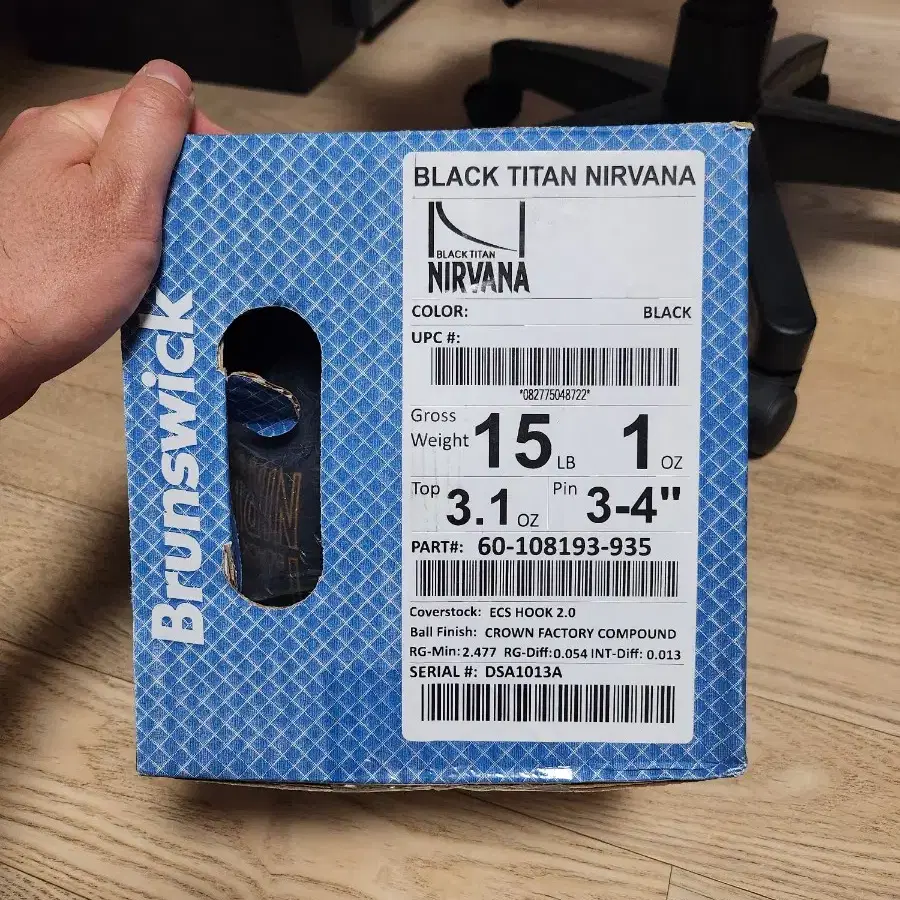 BLACK TITAN NIRVANA
BLACK TITAN
NIRVANA
COLOR: BLACK
UPC #:
*082775048722*
Gross Weight 15 LB 1 OZ
Top 3.1 OZ Pin 3-4"
PART#: 60-108193-935
Coverstock: ECS HOOK 2.0
Ball Finish: CROWN FACTORY COMPOUND
RG-Min: 2.477 RG-Diff: 0.054 INT-Diff: 0.013
SERIAL #: DSA1013A
Brunswick